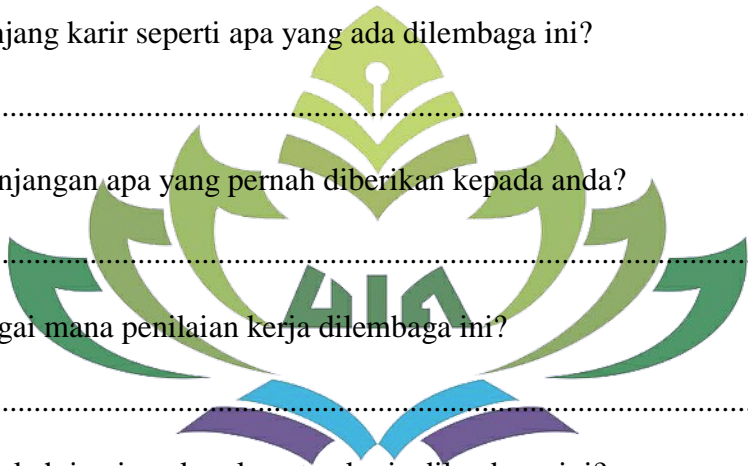 njang karir seperti apa yang ada dilembaga ini?
................................................................................................
njangan apa yang pernah diberikan kepada anda?
................................................................................................
UIN
gai mana penilaian kerja dilembaga ini?
................................................................................................